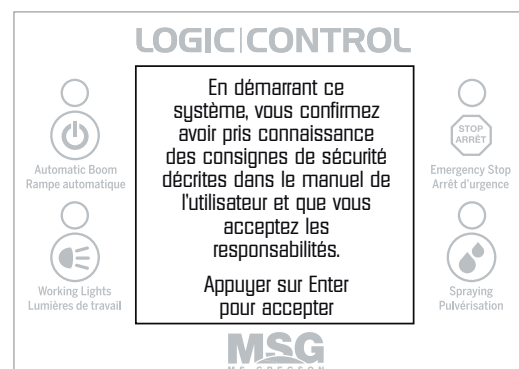 LOGIC|CONTROL
En démarrant ce
système, vous confirmez
avoir pris connaissance
des consignes de sécurité
décrites dans le manuel de
l'utilisateur et que vous
acceptez les
responsabilités.
Appuyer sur Enter
pour accepter
Automatic Boom
Rampe automatique
Working Lights
Lumières de travail
STOP
ARRÊT
Emergency Stop
Arrêt d'urgence
Spraying
Pulvérisation
MSG